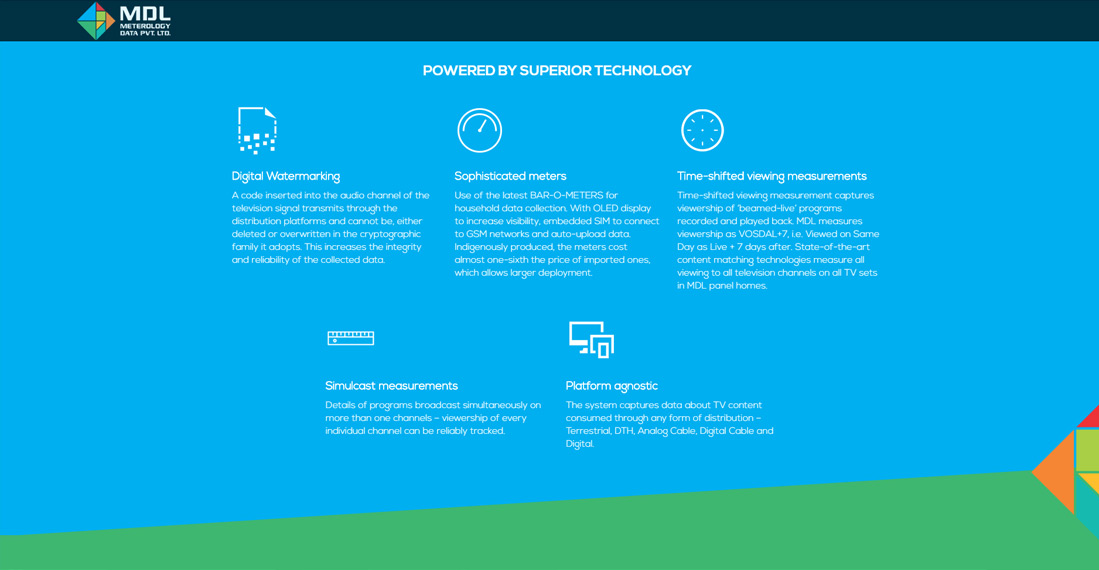 MDL
METEROLOGY
DATA PVT. LTD.
POWERED BY SUPERIOR TECHNOLOGY
Digital Watermarking
A code inserted into the audio channel of the
television signal transmits through the
distribution platforms and cannot be, either
deleted or overwritten in the cryptographic
family it adopts. This increases the integrity
and reliability of the collected data.
Sophisticated meters
Use of the latest BAR-O-METERS for
household data collection. With OLED display
to increase visibility, embedded SIM to connect
to GSM networks and auto-upload data.
Indigenously produced, the meters cost
almost one-sixth the price of imported ones,
which allows larger deployment.
Time-shifted viewing measurements
Time-shifted viewing measurement captures
viewership of ‘beamed-live’ programs
recorded and played back. MDL measures
viewership as VOSDAL+7, i.e. Viewed on Same
Day as Live + 7 days after. State-of-the-art
content matching technologies measure all
viewing to all television channels on all TV sets
in MDL panel homes.
Simulcast measurements
Details of programs broadcast simultaneously on
more than one channels – viewership of every
individual channel can be reliably tracked.
Platform agnostic
The system captures data about TV content
consumed through any form of distribution –
Terrestrial, DTH, Analog Cable, Digital Cable and
Digital.